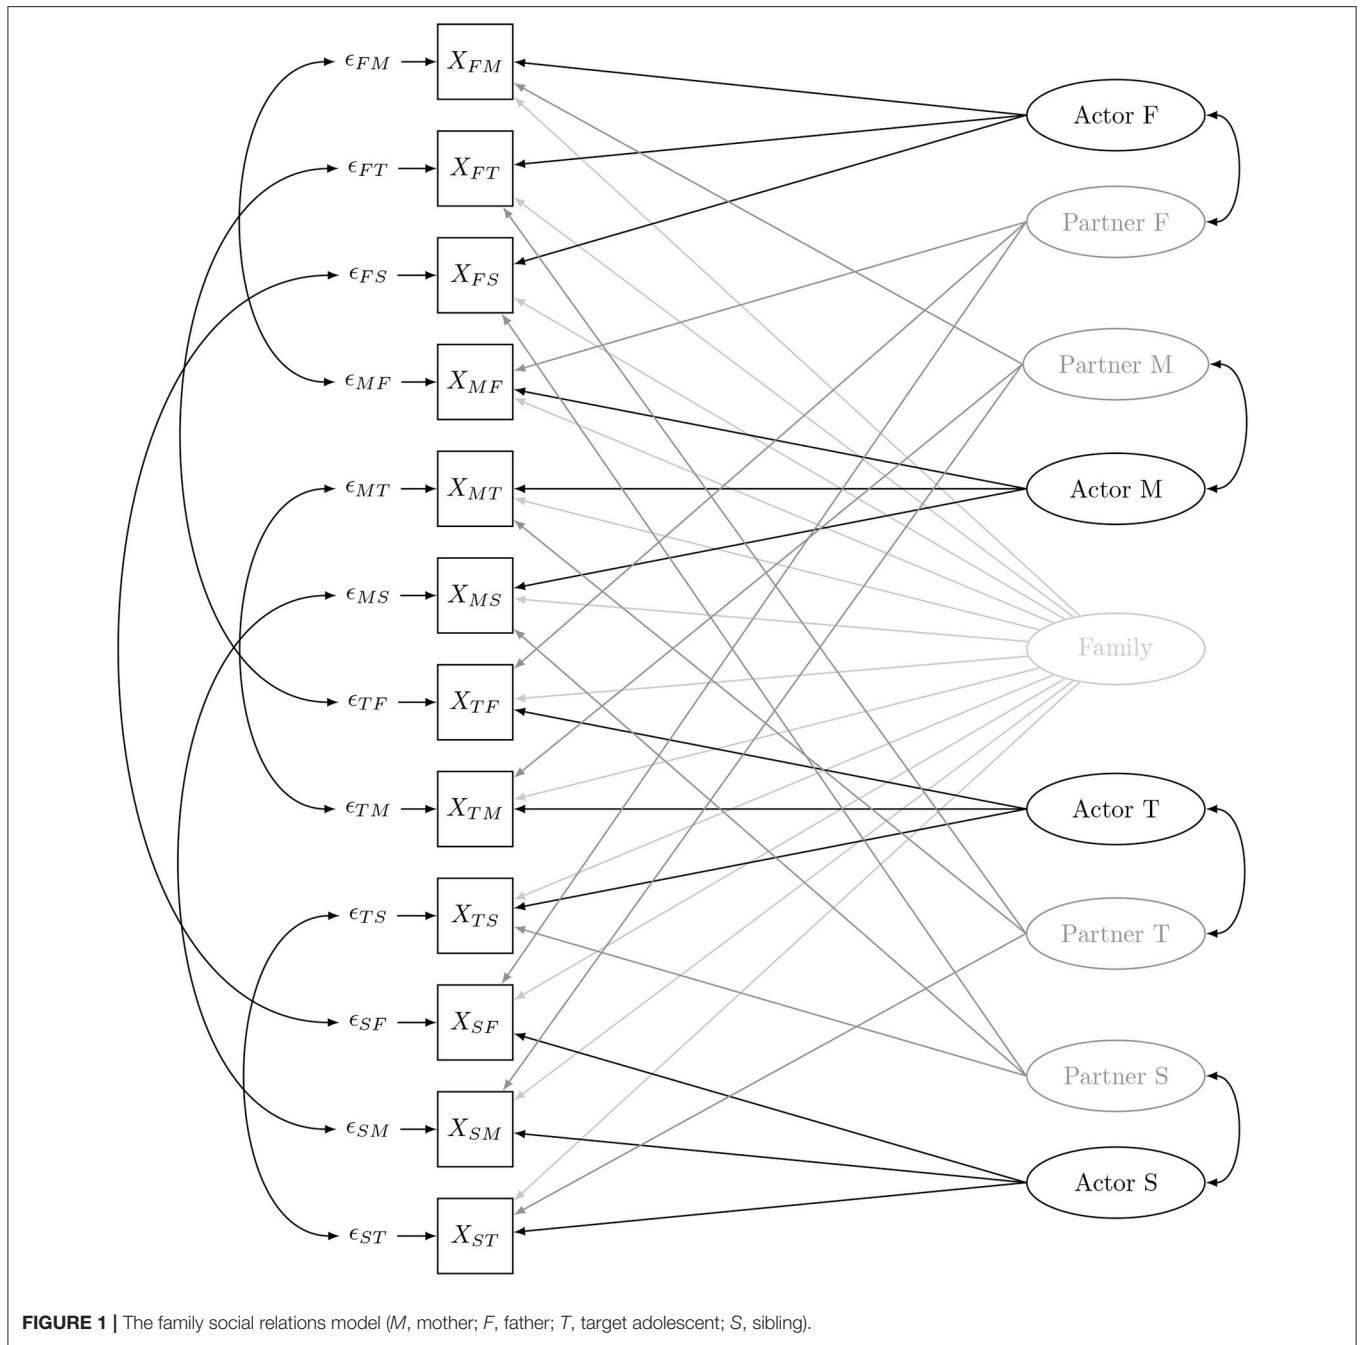 ϵFM XFM
Actor F
ϵFT XFT
Partner F
ϵFS XFS
Partner M
ϵMF XMF
ϵMT XMT
Actor M
ϵMS XMS
Family
ϵTF XTF
ϵTM XTM
Actor T
ϵTS XTS
Partner T
ϵSF XSF
Partner S
ϵSM XSM
Actor S
ϵST XST
FIGURE 1 | The family social relations model (M, mother; F, father; T, target adolescent; S, sibling).